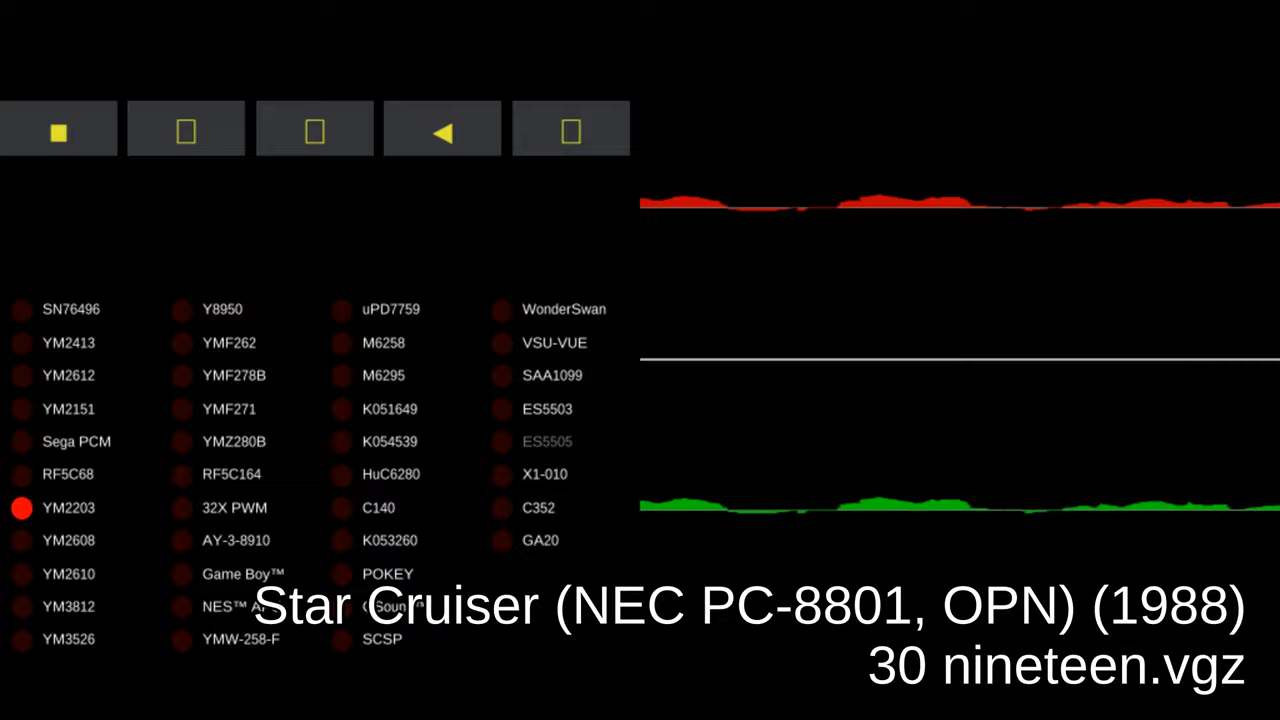 SN76496 Y8950 uPD7759 WonderSwan
YM2413 YMF262 M6258 VSU-VUE
YM2612 YMF278B M6295 SAA1099
YM2151 YMF271 K051649 ES5503
Sega PCM YMZ280B K054539 ES5505
RF5C68 RF5C164 HuC6280 X1-010
YM2203 32X PWM C140 C352
YM2608 AY-3-8910 K053260 GA20
YM2610 Game Boy™ POKEY
YM3812 NES™
YM3526 YMW-258-F SCSP
Star Cruiser (NEC PC-8801, OPN) (1988)
30 nineteen.vgz